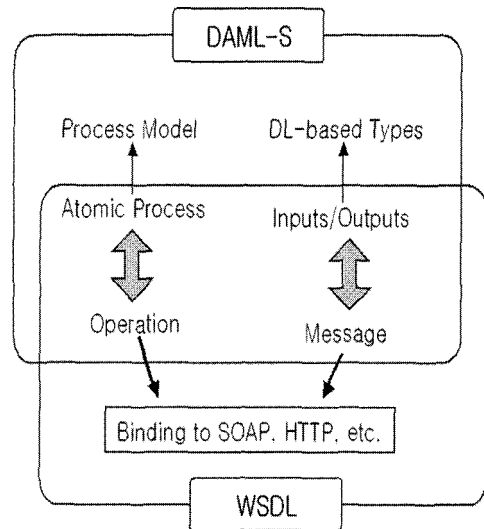 DAML-S
Process Model
DL-based Types
Atomic Process
Inputs/Outputs
Operation
Message
Binding to SOAP, HTTP, etc.
WSDL